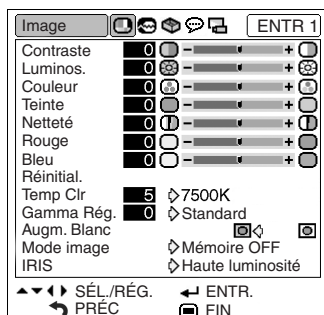 Image ENTR 1
Contraste 0 - +
Luminos. 0 - +
Couleur 0 - +
Teinte 0 - +
Netteté 0 - +
Rouge 0 - +
Bleu 0 - +
Réinitial.
Temp Clr 5 7500K
Gamma Rég. 0 Standard
Augm. Blanc
Mode image Mémoire OFF
IRIS Haute luminosité
SÉL./RÉG. ENTR.
PRÉC FIN